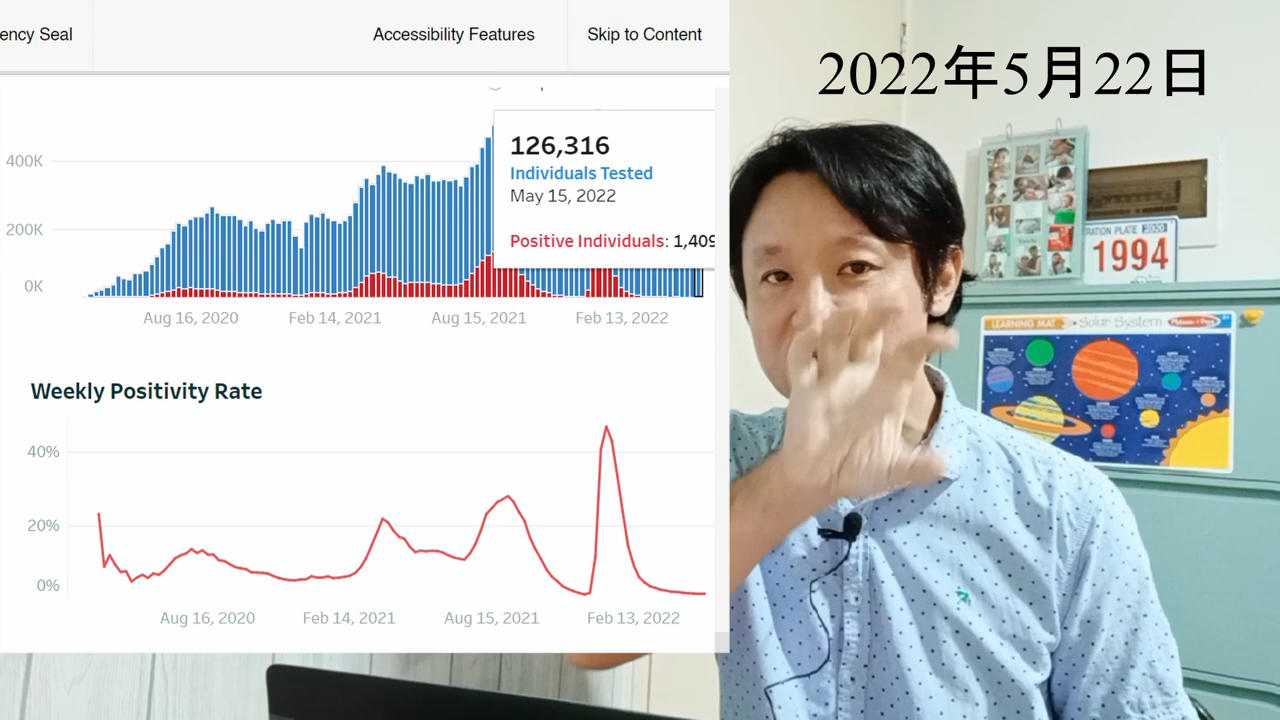 ency Seal
Accessibility Features
Skip to Content
2022年5月22日
400K
200K
0K
126,316
Individuals Tested
May 15, 2022
Positive Individuals: 1,409
Aug 16, 2020
Feb 14, 2021
Aug 15, 2021
Feb 13, 2022
Weekly Positivity Rate
40%
20%
0%
Aug 16, 2020
Feb 14, 2021
Aug 15, 2021
Feb 13, 2022
RATION PLATE 2020
1994
LEARNING MAT
Solar System